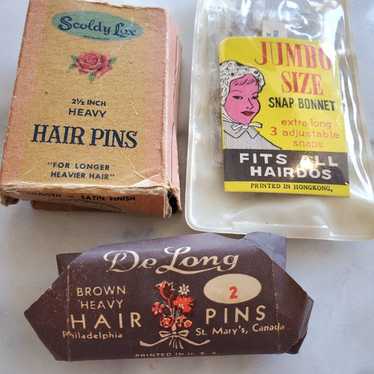 Scoldy Lox
2½ INCH
HEAVY
HAIR PINS
"FOR LONGER
HEAVIER HAIR"
SATIN FINISH
JUMBO
SIZE
SNAP BONNET
extra long
3 adjustable
snaps
FITS ALL
HAIRDOS
PRINTED IN HONGKONG,
De Long
BROWN
HEAVY
2
HAIR PINS
Philadelphia St. Mary's, Canada
PRINTED IN U. S. A.